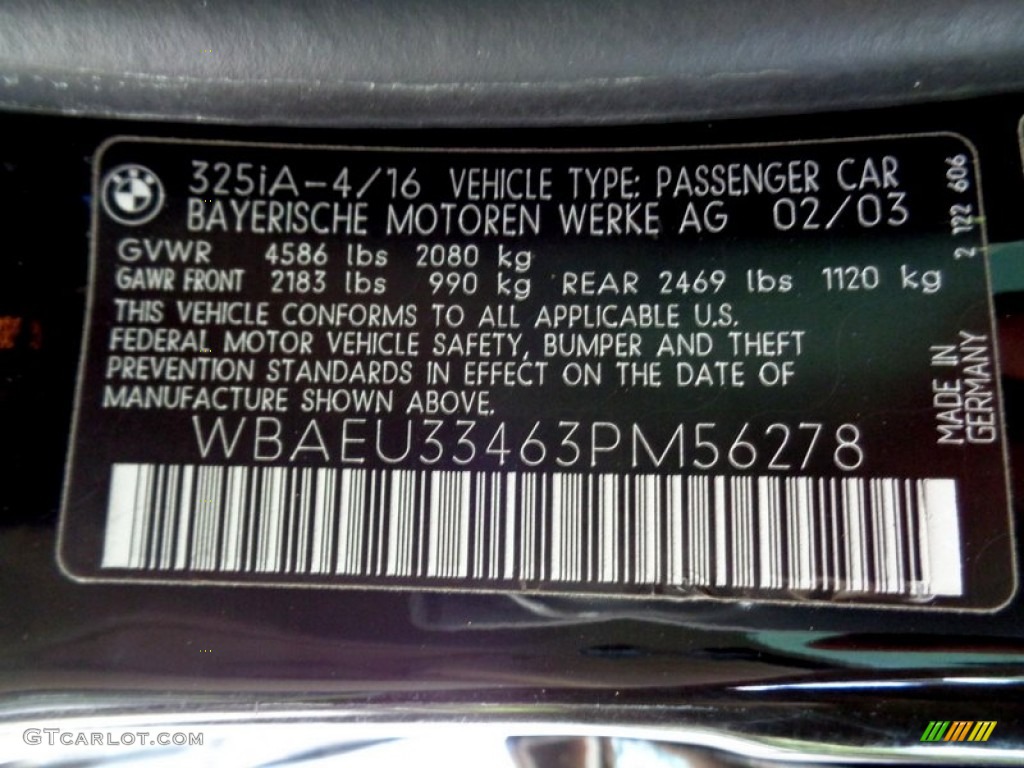 325iA-4/16 VEHICLE TYPE: PASSENGER CAR
BAYERISCHE MOTOREN WERKE AG 02/03
GVWR 4586 lbs 2080 kg
GAWR FRONT 2183 lbs 990 kg REAR 2469 lbs 1120 kg
THIS VEHICLE CONFORMS TO ALL APPLICABLE U.S.
FEDERAL MOTOR VEHICLE SAFETY, BUMPER AND THEFT
PREVENTION STANDARDS IN EFFECT ON THE DATE OF
MANUFACTURE SHOWN ABOVE.
WBAEU33463PM56278
2 122 606
MADE IN
GERMANY
GTCARLOT.COM